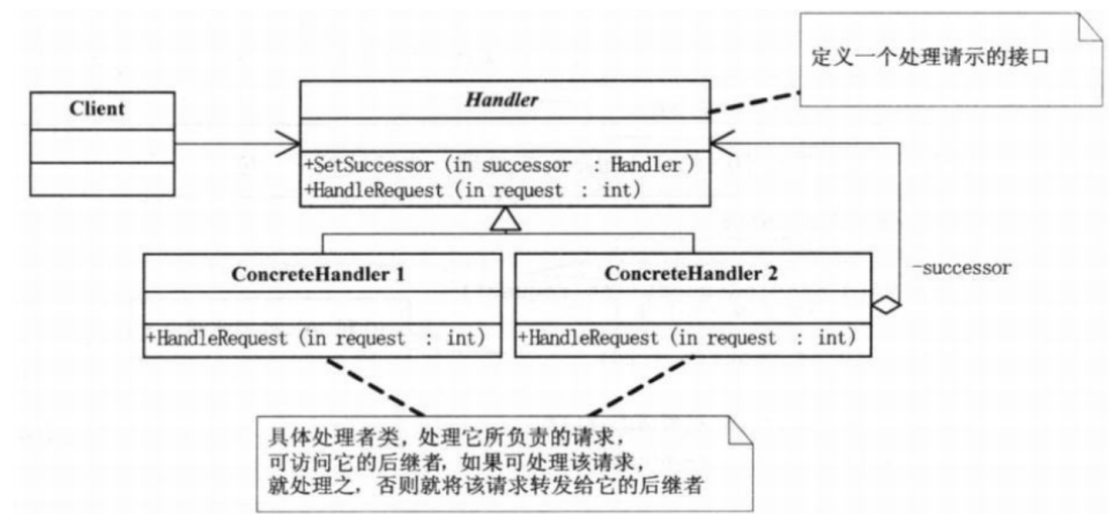 定义一个处理请示的接口
Client
Handler
+SetSuccessor (in successor : Handler)
+HandleRequest (in request : int)
ConcreteHandler 1
+HandleRequest (in request : int)
ConcreteHandler 2
+HandleRequest (in request : int)
-successor
具体处理者类，处理它所负责的请求，
可访问它的后继者，如果可处理该请求，
就处理之，否则就将该请求转发给它的后继者